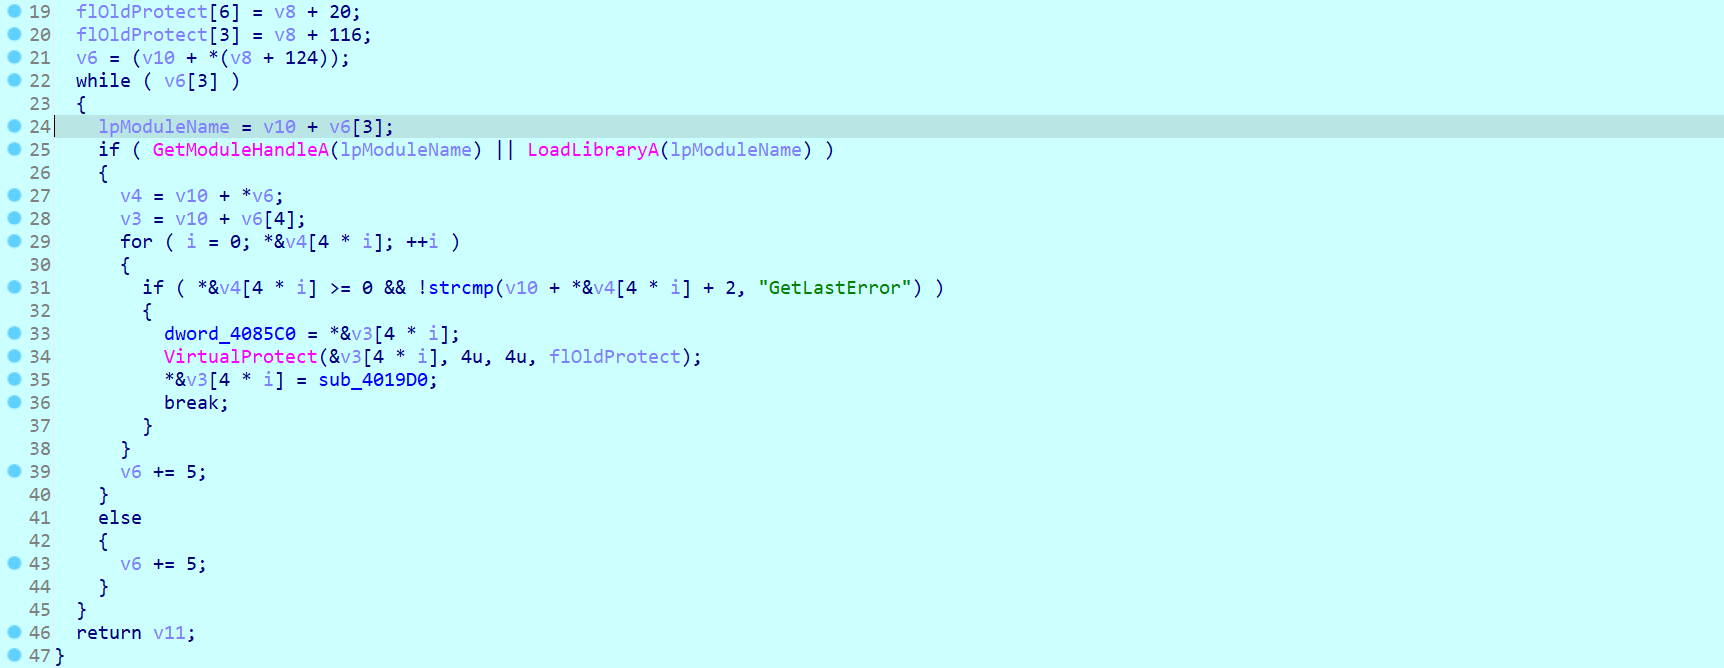 19 flOldProtect[6] = v8 + 20;
20 flOldProtect[3] = v8 + 116;
21 v6 = (v10 + *(v8 + 124));
22 while ( v6[3] )
23 {
24 lpModuleName = v10 + v6[3];
25 if ( GetModuleHandleA(lpModuleName) || LoadLibraryA(lpModuleName) )
26 {
27 v4 = v10 + *v6;
28 v3 = v10 + v6[4];
29 for ( i = 0; *&v4[4 * i]; ++i )
30 {
31 if ( *&v4[4 * i] >= 0 && !strcmp(v10 + *&v4[4 * i] + 2, "GetLastError") )
32 {
33 dword_4085C0 = *&v3[4 * i];
34 VirtualProtect(&v3[4 * i], 4u, 4u, flOldProtect);
35 *&v3[4 * i] = sub_4019D0;
36 break;
37 }
38 }
39 v6 += 5;
40 }
41 else
42 {
43 v6 += 5;
44 }
45 }
46 return v11;
47 }